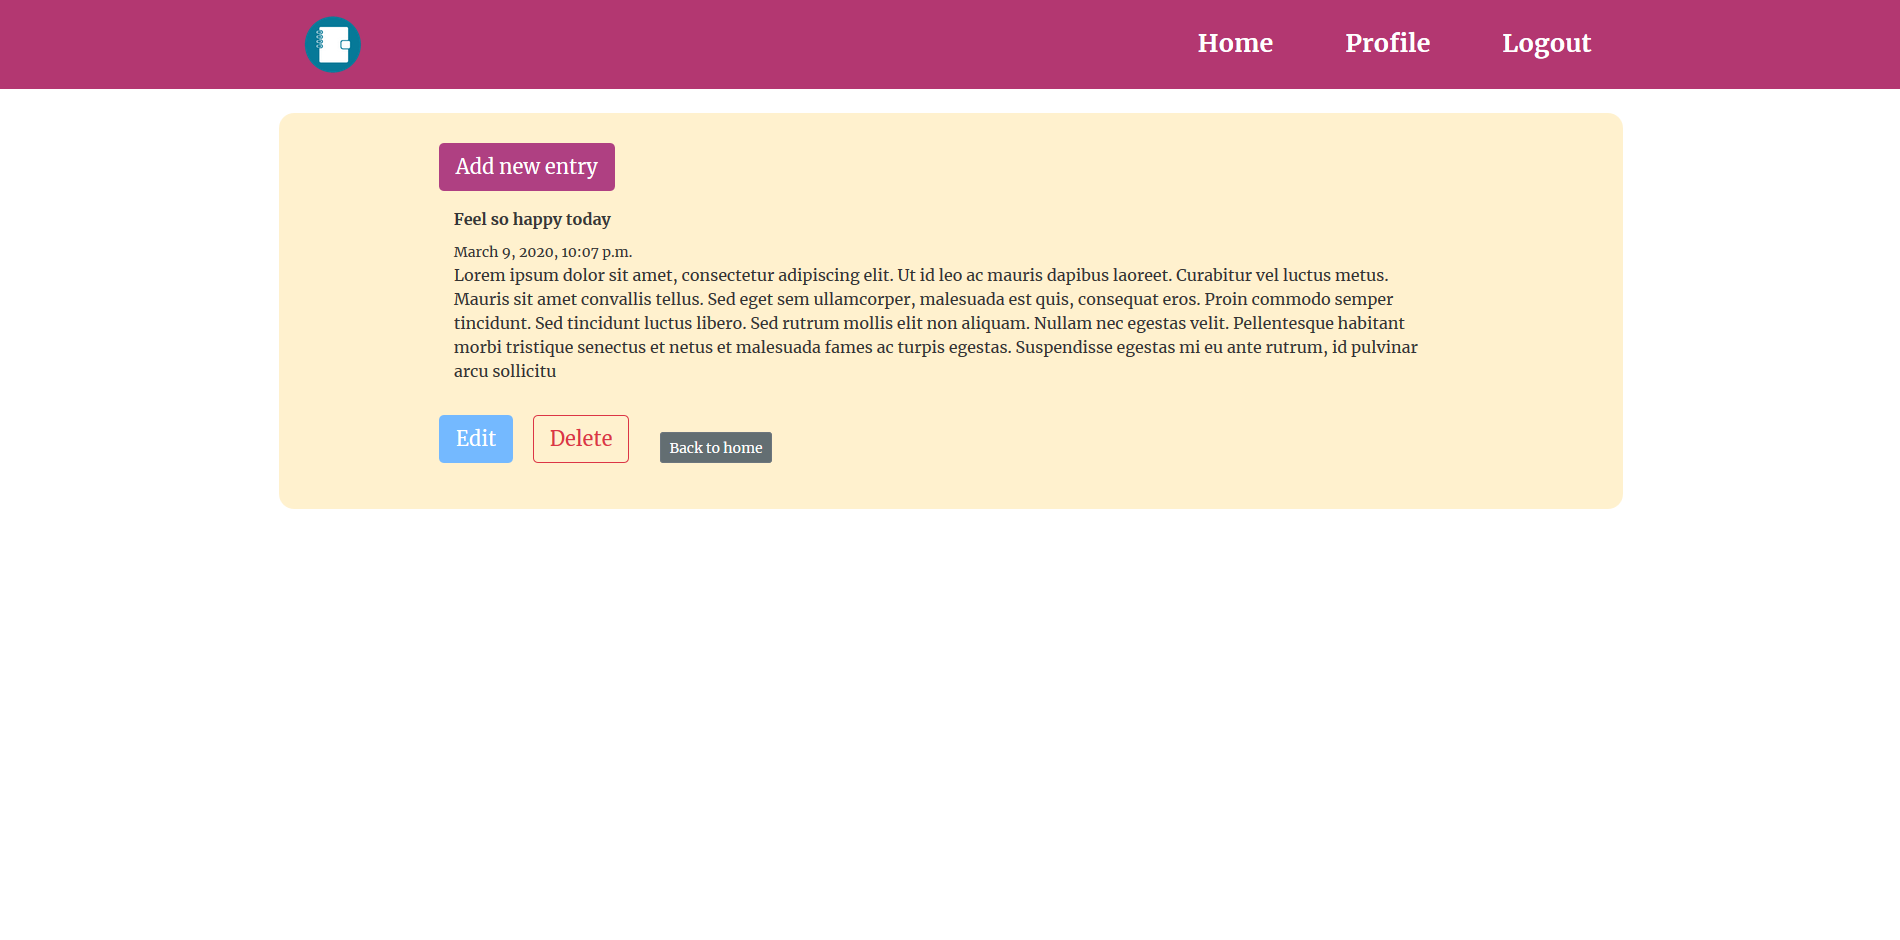 Home Profile Logout
Add new entry
Feel so happy today
March 9, 2020, 10:07 p.m.
Lorem ipsum dolor sit amet, consectetur adipiscing elit. Ut id leo ac mauris dapibus laoreet. Curabitur vel luctus metus.
Mauris sit amet convallis tellus. Sed eget sem ullamcorper, malesuada est quis, consequat eros. Proin commodo semper
tincidunt. Sed tincidunt luctus libero. Sed rutrum mollis elit non aliquam. Nullam nec egestas velit. Pellentesque habitant
morbi tristique senectus et netus et malesuada fames ac turpis egestas. Suspendisse egestas mi eu ante rutrum, id pulvinar
arcu sollicitu
Edit Delete Back to home